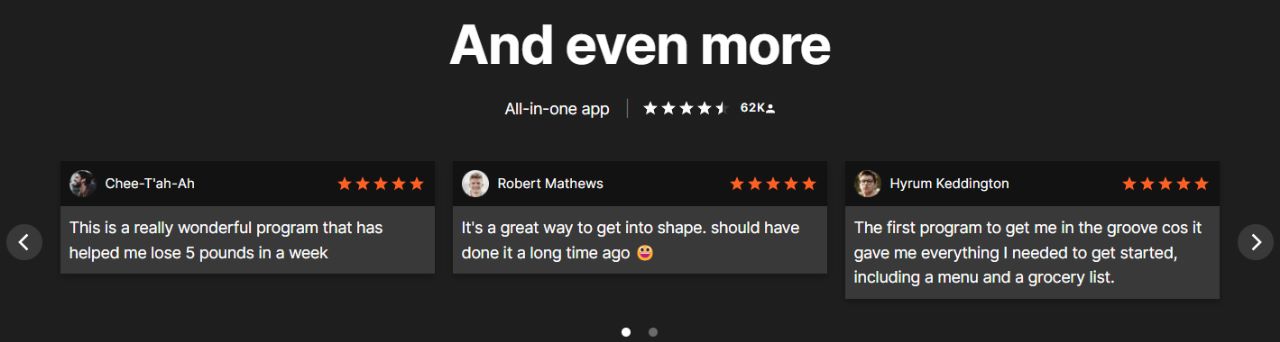 And even more
All-in-one app
62K
Chee-T'ah-Ah
This is a really wonderful program that has
helped me lose 5 pounds in a week
Robert Mathews
It's a great way to get into shape. should have
done it a long time ago 😃
Hyrum Keddington
The first program to get me in the groove cos it
gave me everything I needed to get started,
including a menu and a grocery list.